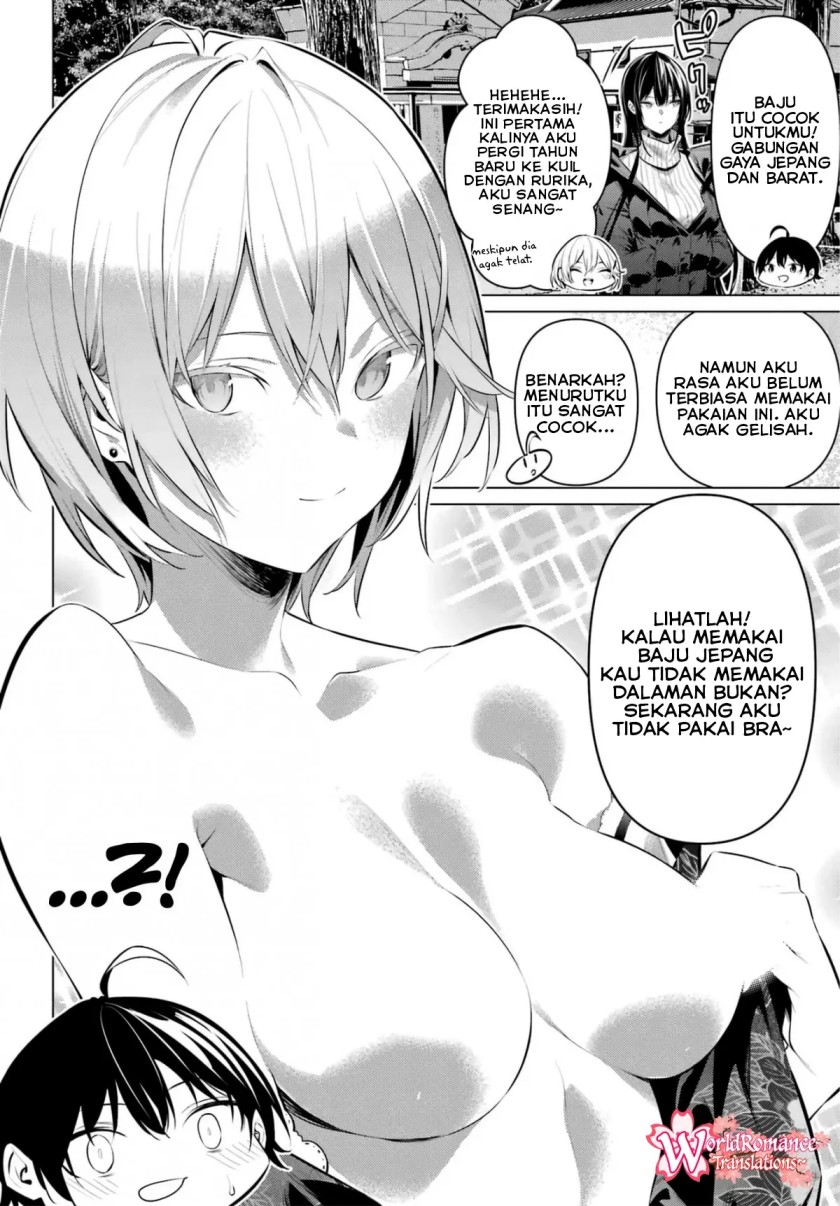 BAJU
ITU COCOK
UNTUKMU!
GABUNGAN
GAYA JEPANG
DAN BARAT.
ピクッ
HEHEHE...
TERIMAKASIH!
INI PERTAMA
KALINYA AKU
PERGI TAHUN
BARU KE KUIL
DENGAN RURIKA,
AKU SANGAT
SENANG~
meskipun dia
agak telat.
NAMUN AKU
RASA AKU BELUM
TERBIASA MEMAKAI
PAKAIAN INI. AKU
AGAK GELISAH.
BENARKAH?
MENURUTKU
ITU SANGAT
COCOK...
LIHATLAH!
KALAU MEMAKAI
BAJU JEPANG
KAU TIDAK MEMAKAI
DALAMAN BUKAN?
SEKARANG AKU
TIDAK PAKAI BRA~
...?!
WorldRomance
Translations~